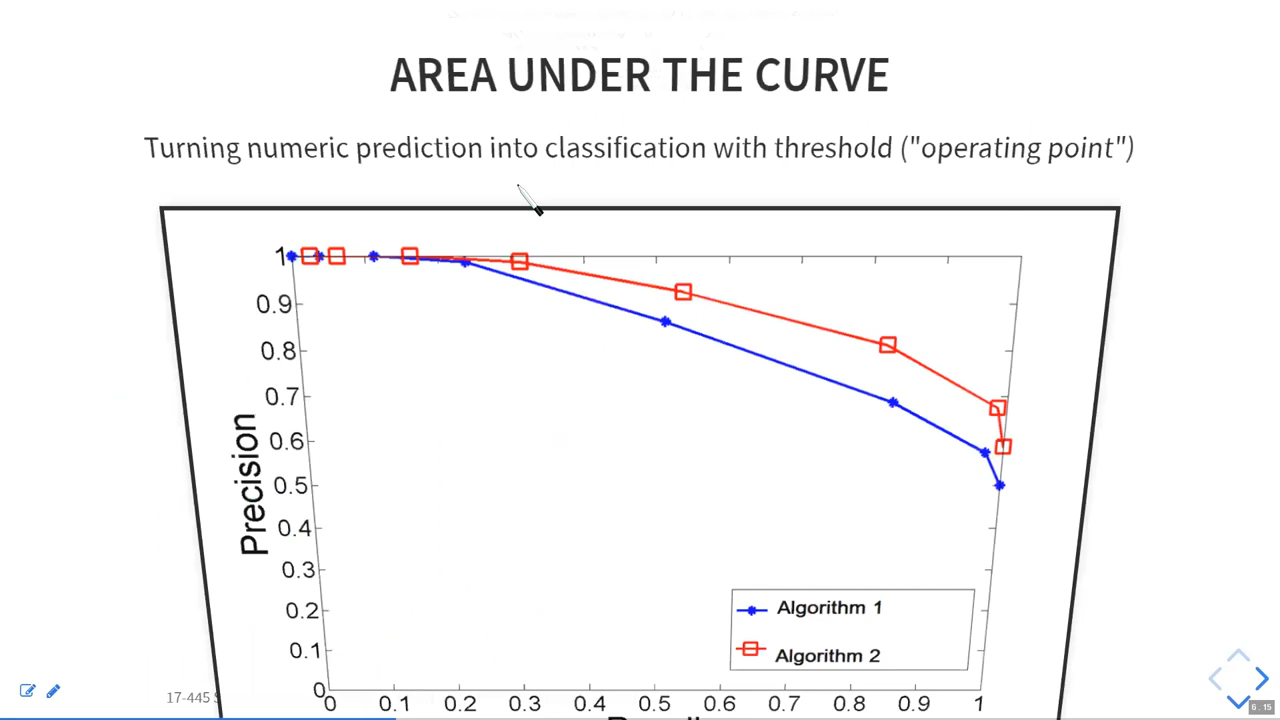 AREA UNDER THE CURVE
Turning numeric prediction into classification with threshold ("operating point")
1
0.9
0.8
0.7
0.6
0.5
0.4
0.3
0.2
0.1
0
Precision
Algorithm 1
Algorithm 2
0 0.1 0.2 0.3 0.4 0.5 0.6 0.7 0.8 0.9 1
17-445
6 . 15